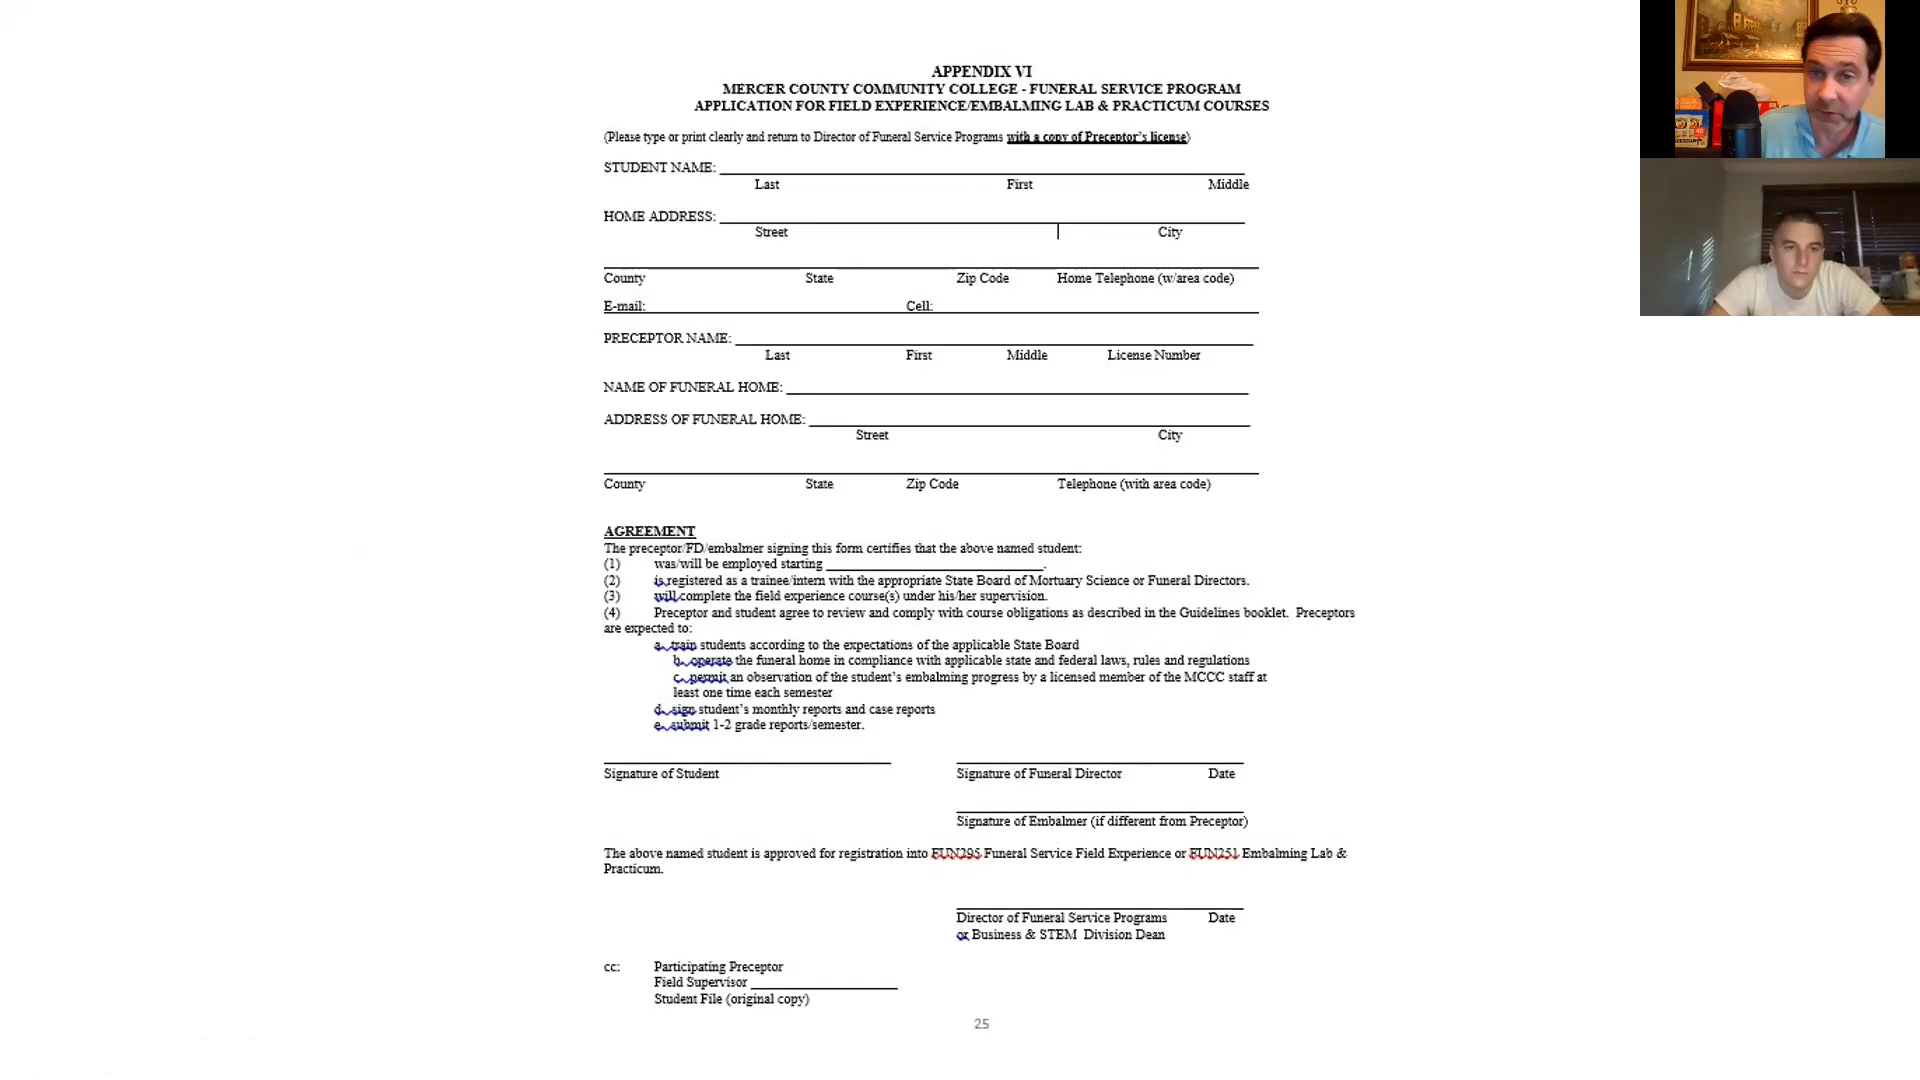 APPENDIX VI
MERCER COUNTY COMMUNITY COLLEGE - FUNERAL SERVICE PROGRAM
APPLICATION FOR FIELD EXPERIENCE/EMBALMING LAB & PRACTICUM COURSES
(Please type or print clearly and return to Director of Funeral Service Programs with a copy of Preceptor's license)
STUDENT NAME:
Last First Middle
HOME ADDRESS:
Street City
County State Zip Code Home Telephone (w/area code)
E-mail: Cell:
PRECEPTOR NAME:
Last First Middle License Number
NAME OF FUNERAL HOME:
ADDRESS OF FUNERAL HOME:
Street City
County State Zip Code Telephone (with area code)
AGREEMENT
The preceptor/FD/embalmer signing this form certifies that the above named student:
(1) was/will be employed starting .
(2) is registered as a trainee/intern with the appropriate State Board of Mortuary Science or Funeral Directors.
(3) will complete the field experience course(s) under his/her supervision.
(4) Preceptor and student agree to review and comply with course obligations as described in the Guidelines booklet. Preceptors
are expected to:
a. train students according to the expectations of the applicable State Board
b. operate the funeral home in compliance with applicable state and federal laws, rules and regulations
c. permit an observation of the student's embalming progress by a licensed member of the MCCC staff at
least one time each semester
d. sign student's monthly reports and case reports
e. submit 1-2 grade reports/semester.
Signature of Student Signature of Funeral Director Date
Signature of Embalmer (if different from Preceptor)
The above named student is approved for registration into FUN295 Funeral Service Field Experience or FUN251 Embalming Lab &
Practicum.
Director of Funeral Service Programs Date
or Business & STEM Division Dean
cc: Participating Preceptor
Field Supervisor
Student File (original copy)
25